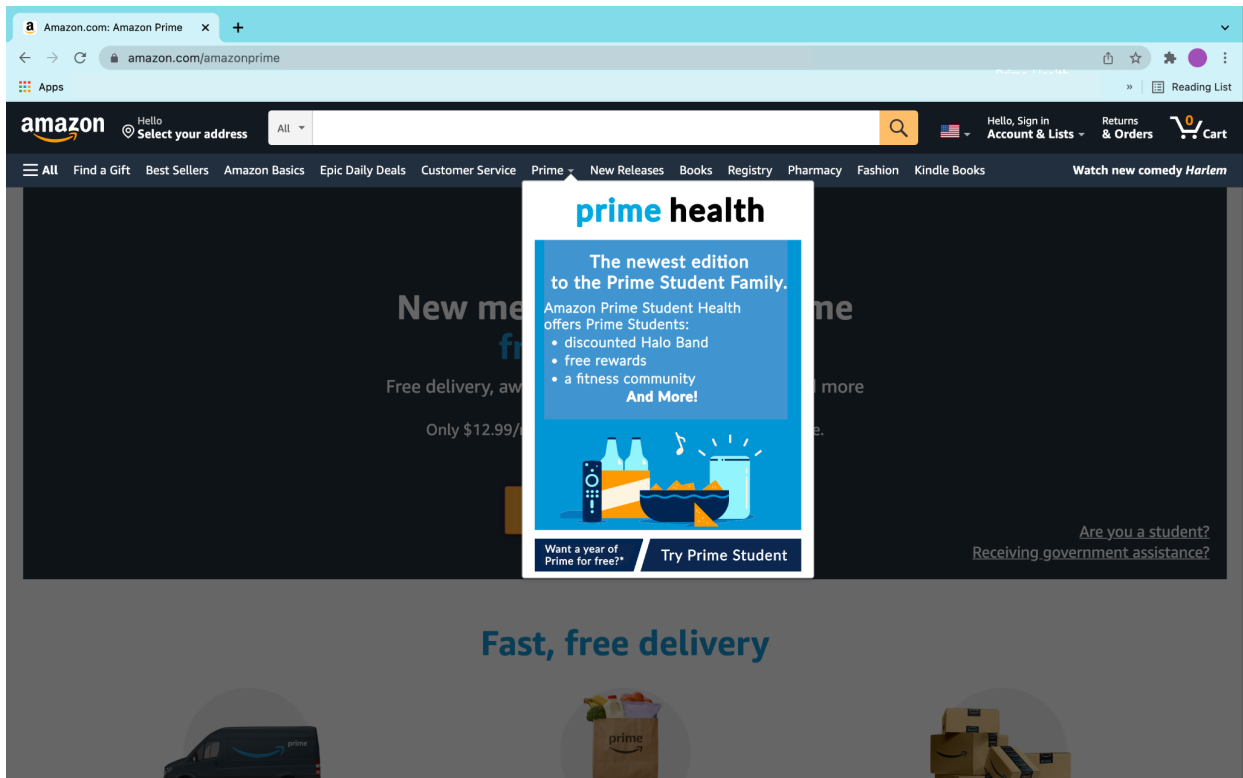 a Amazon.com: Amazon Prime
amazon.com/amazonprime
Prime Health
Apps
» Reading List
amazon Hello Select your address All Hello, Sign in Account & Lists Returns & Orders 0 Cart
All Find a Gift Best Sellers Amazon Basics Epic Daily Deals Customer Service Prime New Releases Books Registry Pharmacy Fashion Kindle Books Watch new comedy Harlem
prime health
The newest edition
to the Prime Student Family.
Amazon Prime Student Health
offers Prime Students:
• discounted Halo Band
• free rewards
• a fitness community
And More!
Want a year of
Prime for free?*
Try Prime Student
New me
me
fr
Free delivery, aw
more
Only $12.99/
e.
Are you a student?
Receiving government assistance?
Fast, free delivery
prime
prime